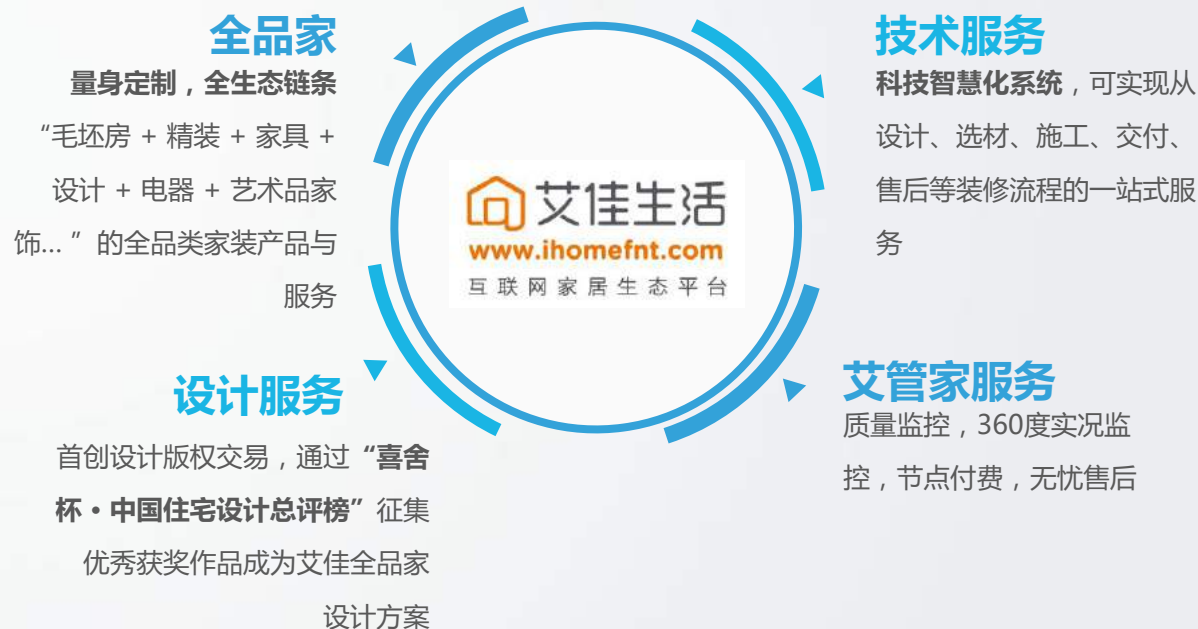 全品家
量身定制，全生态链条
“毛坯房 + 精装 + 家具 +
设计 + 电器 + 艺术品家
饰... ”的全品类家装产品与
服务
设计服务
首创设计版权交易，通过“喜舍
杯·中国住宅设计总评榜”征集
优秀获奖作品成为艾佳全品家
设计方案
艾佳生活
www.ihomefnt.com
互联网家居生态平台
技术服务
科技智慧化系统，可实现从
设计、选材、施工、交付、
售后等装修流程的一站式服
务
艾管家服务
质量监控，360度实况监
控，节点付费，无忧售后